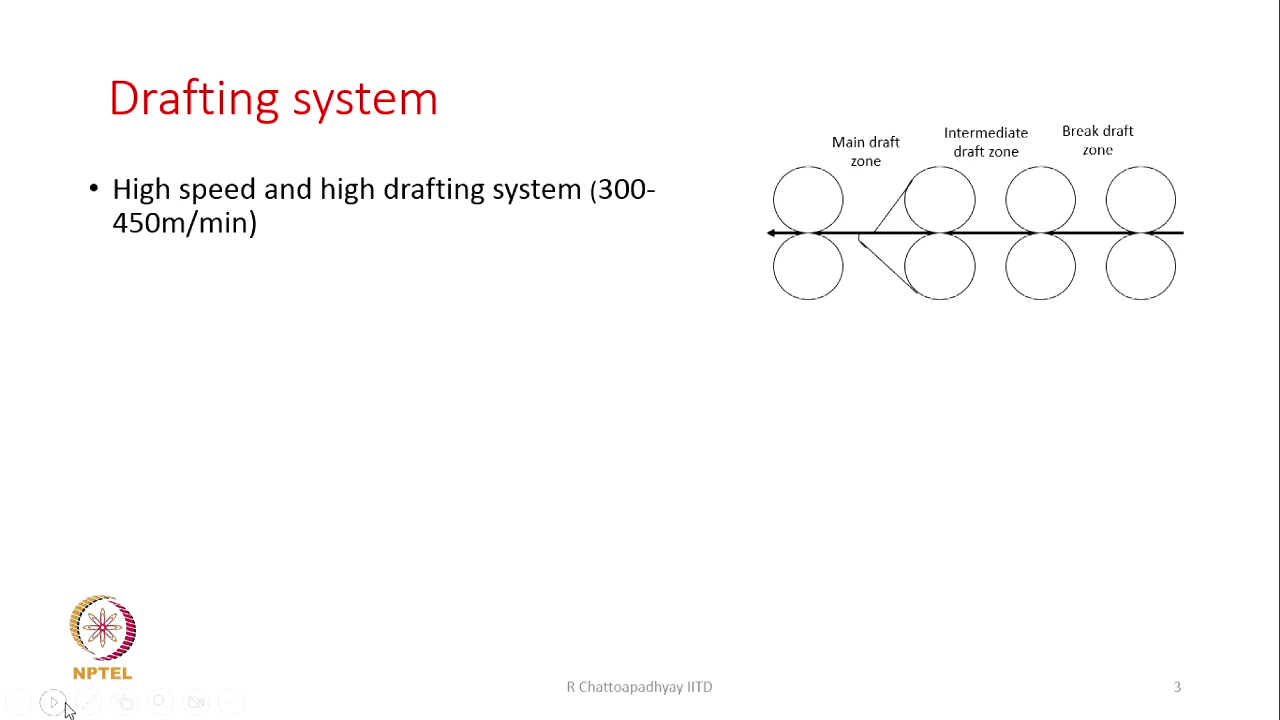 Drafting system
• High speed and high drafting system (300-
450m/min)
Main draft
zone
Intermediate
draft zone
Break draft
zone
NPTEL
R Chattoapadhyay IITD
3